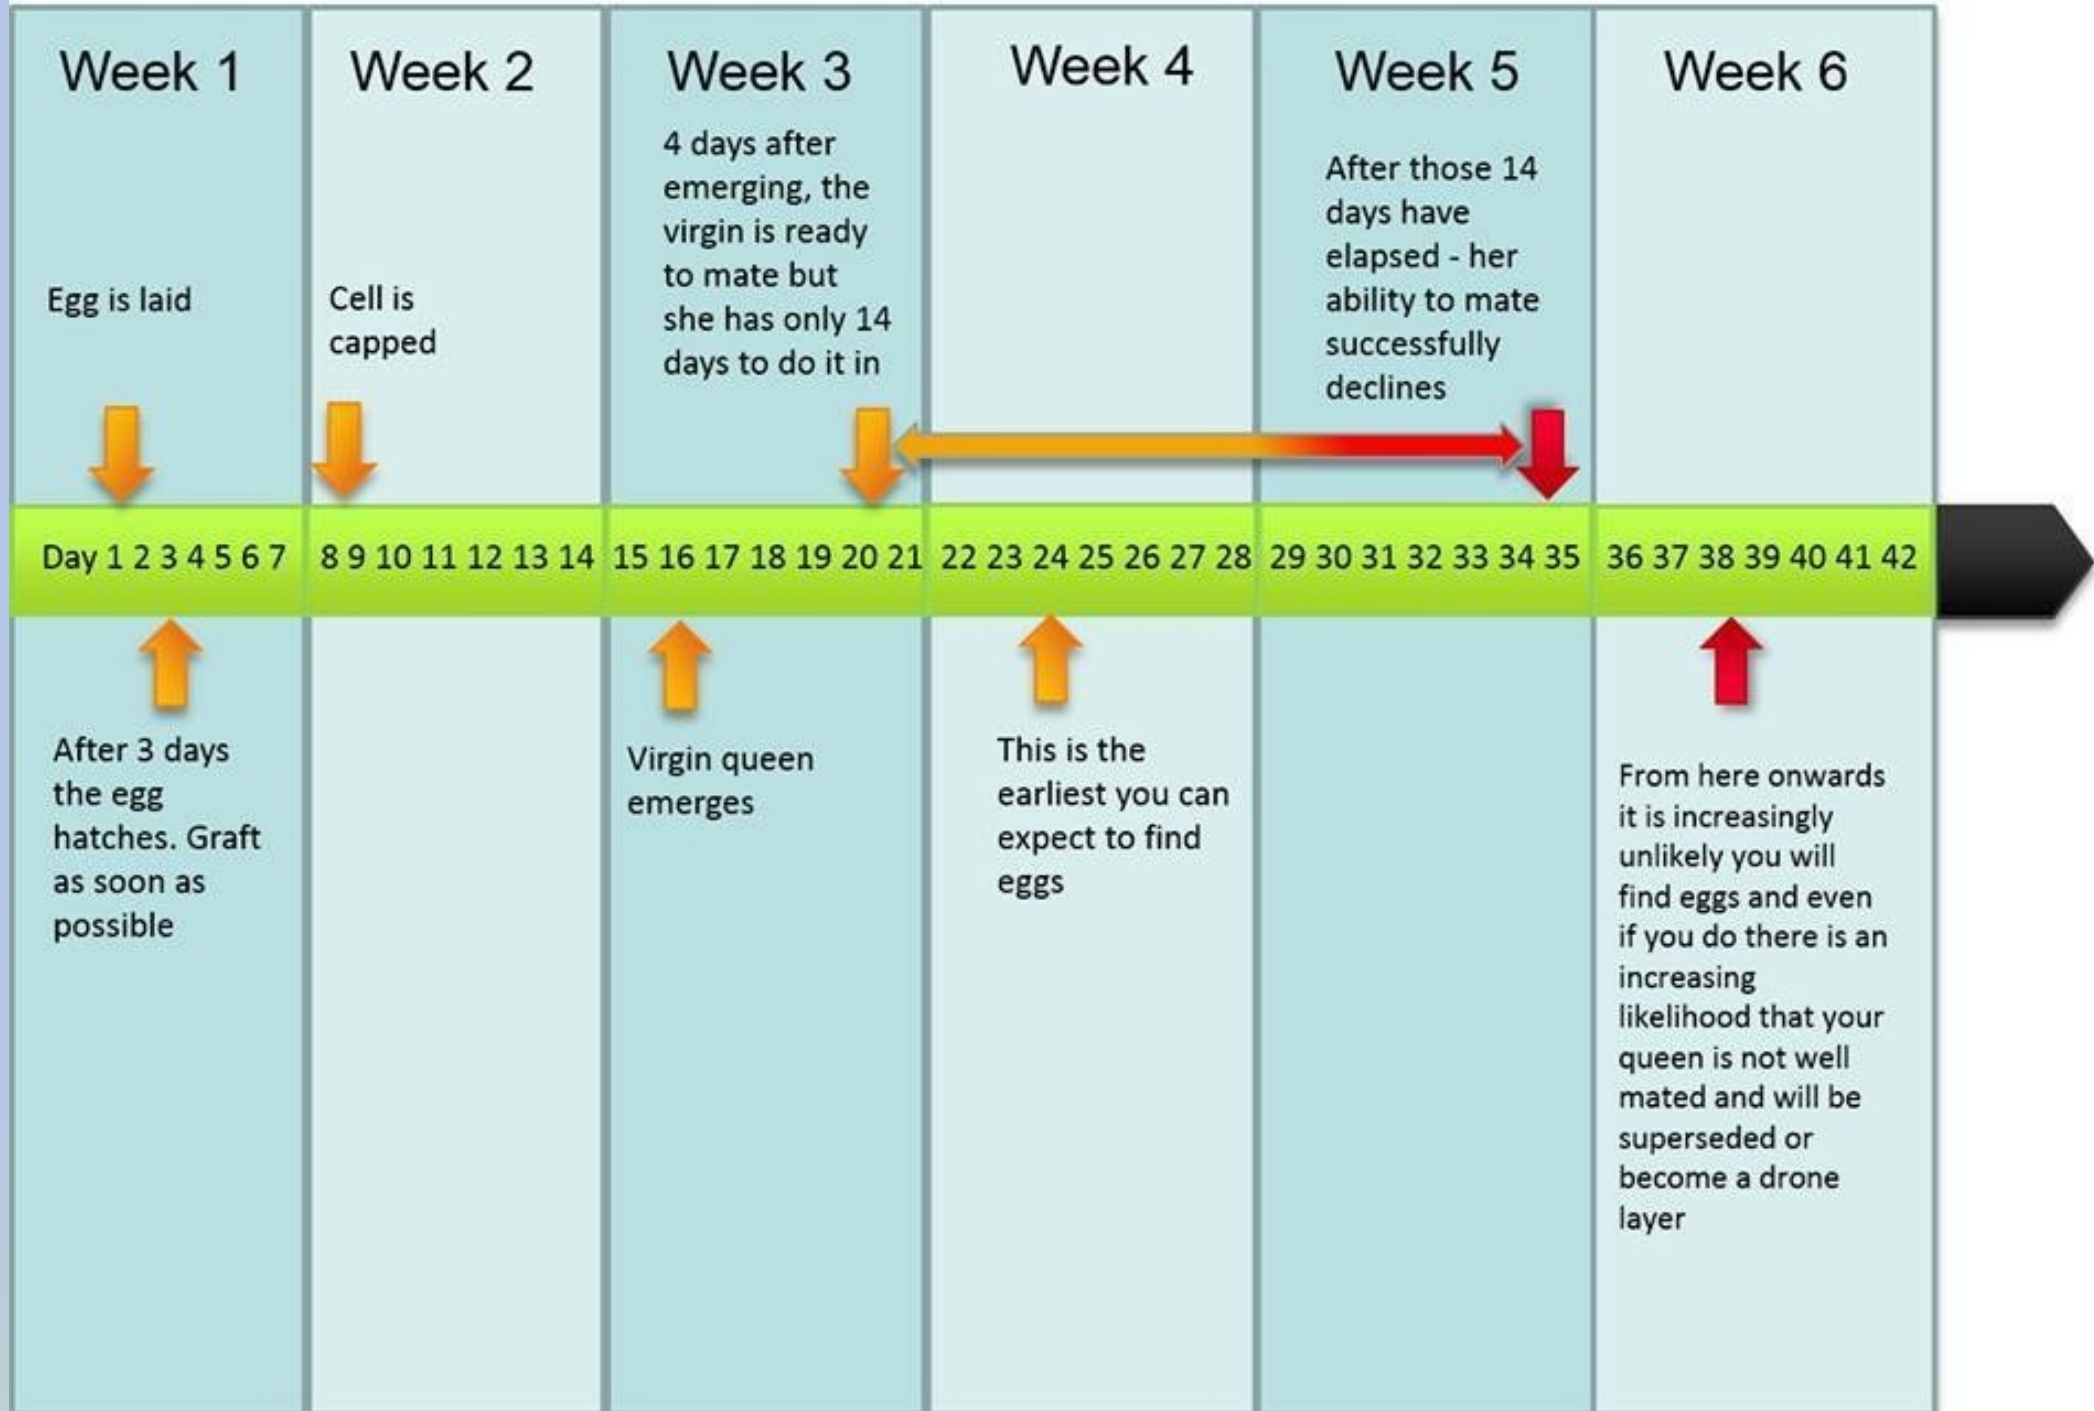 Week 1
Week 2
Week 3
Week 4
Week 5
Week 6
Egg is laid
Cell is
capped
4 days after
emerging, the
virgin is ready
to mate but
she has only 14
days to do it in
After those 14
days have
elapsed - her
ability to mate
successfully
declines
Day 1 2 3 4 5 6 7
8 9 10 11 12 13 14
15 16 17 18 19 20 21
22 23 24 25 26 27 28
29 30 31 32 33 34 35
36 37 38 39 40 41 42
After 3 days
the egg
hatches. Graft
as soon as
possible
Virgin queen
emerges
This is the
earliest you can
expect to find
eggs
From here onwards
it is increasingly
unlikely you will
find eggs and even
if you do there is an
increasing
likelihood that your
queen is not well
mated and will be
superseded or
become a drone
layer